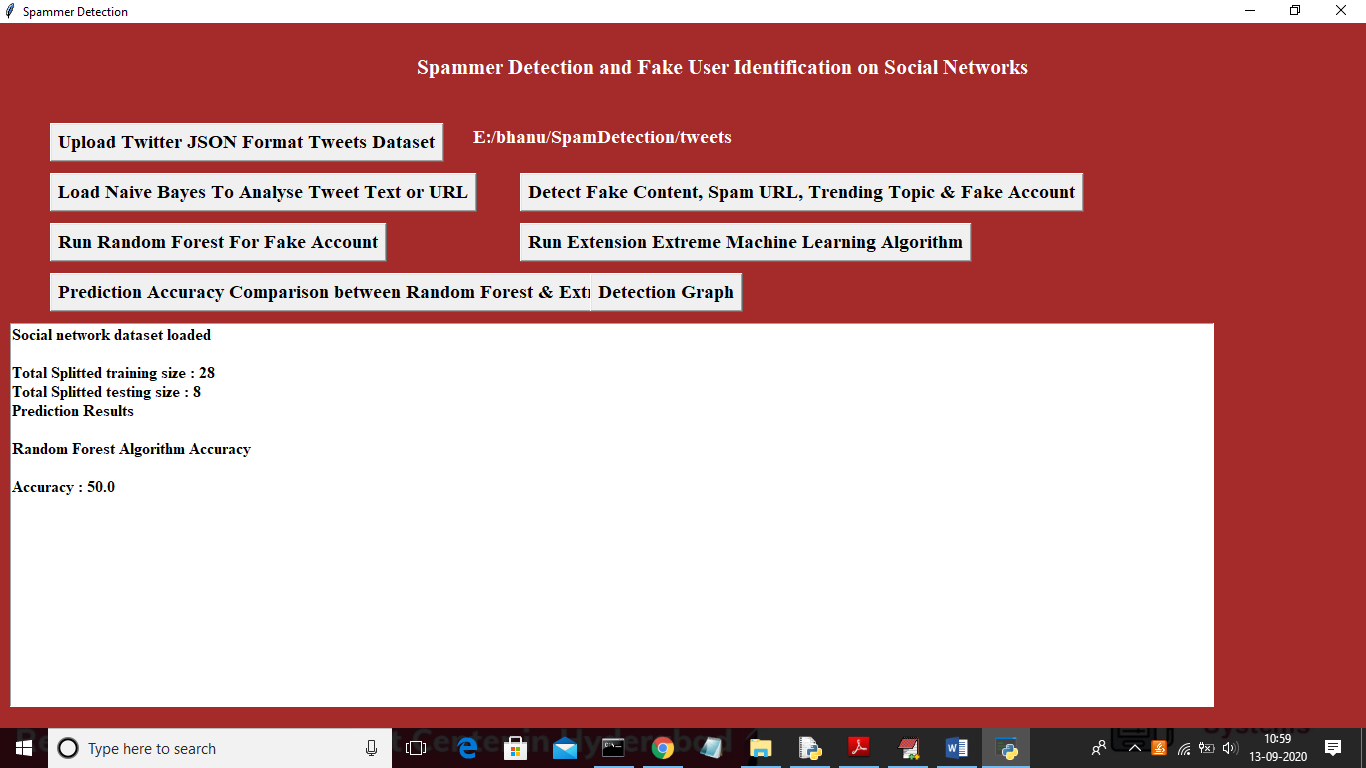 Spammer Detection
Spammer Detection and Fake User Identification on Social Networks
Upload Twitter JSON Format Tweets Dataset
E:/bhanu/SpamDetection/tweets
Load Naive Bayes To Analyse Tweet Text or URL
Detect Fake Content, Spam URL, Trending Topic & Fake Account
Run Random Forest For Fake Account
Run Extension Extreme Machine Learning Algorithm
Prediction Accuracy Comparison between Random Forest & Ext
Detection Graph
Social network dataset loaded
Total Splitted training size : 28
Total Splitted testing size : 8
Prediction Results
Random Forest Algorithm Accuracy
Accuracy : 50.0
Type here to search
Systems
10:59
13-09-2020